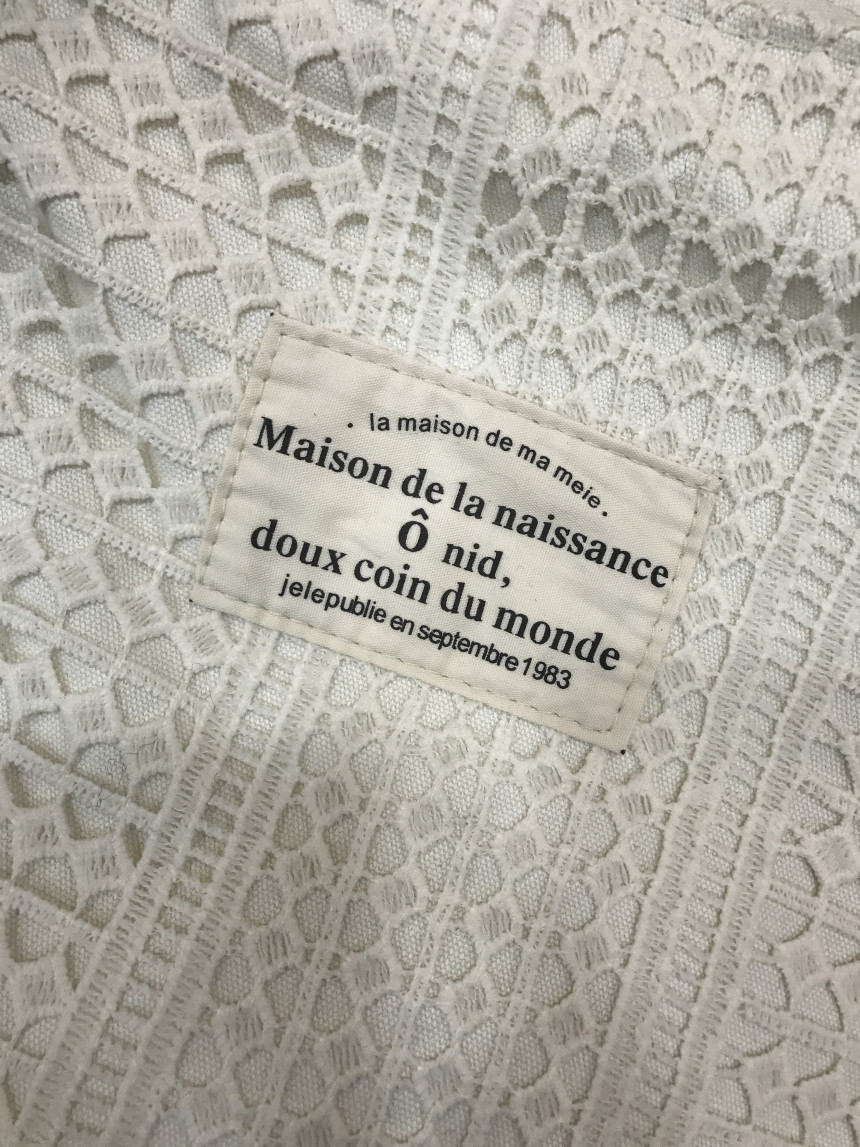 . la maison de ma meie.
Maison de la naissance
Ô nid,
doux coin du monde
jelepublie en septembre 1983